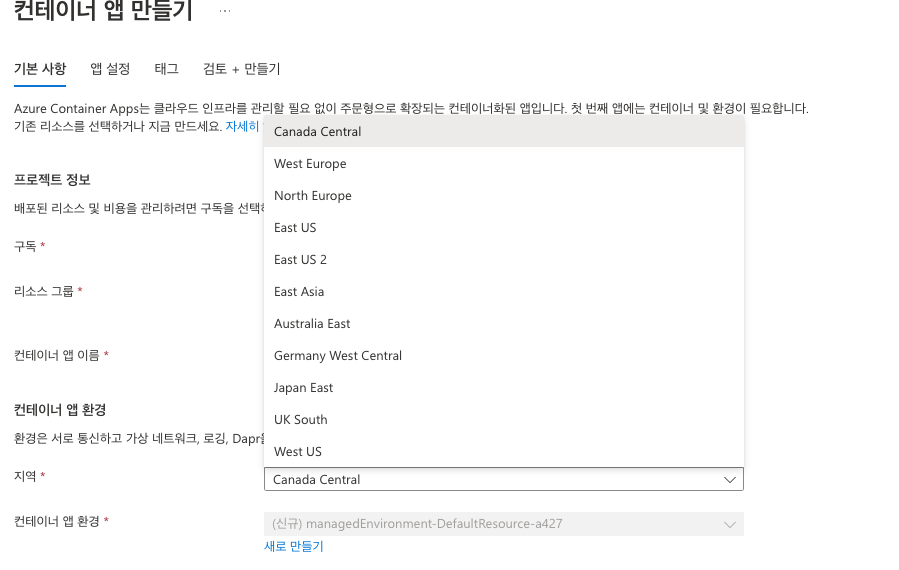 컨테이너 앱 만들기 ...
기본 사항 앱 설정 태그 검토 + 만들기
Azure Container Apps는 클라우드 인프라를 관리할 필요 없이 주문형으로 확장되는 컨테이너화된 앱입니다. 첫 번째 앱에는 컨테이너 및 환경이 필요합니다.
기존 리소스를 선택하거나 지금 만드세요. 자세히
Canada Central
West Europe
프로젝트 정보
North Europe
배포된 리소스 및 비용을 관리하려면 구독을
East US
구독 *
East US 2
리소스 그룹 *
East Asia
Australia East
컨테이너 앱 이름 *
Germany West Central
Japan East
컨테이너 앱 환경
UK South
환경은 서로 통신하고 가상 네트워크, 로깅,
West US
지역 *
Canada Central
컨테이너 앱 환경 *
(신규) managedEnvironment-DefaultResource-a427
새로 만들기